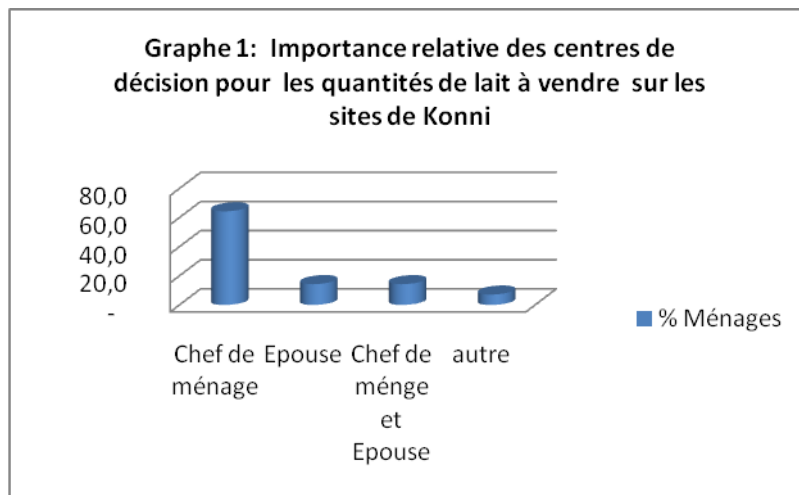 Graphe 1: Importance relative des centres de
décision pour les quantités de lait à vendre sur les
sites de Konni
80,0
60,0
40,0
20,0
-
% Ménages
Chef de
ménage
Epouse
Chef de
ménge
et
Epouse
autre